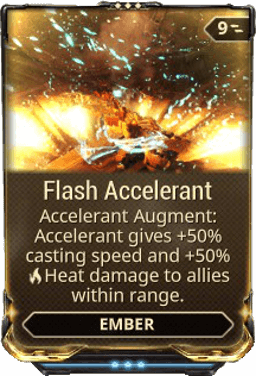 9
Flash Accelerant
Accelerant Augment:
Accelerant gives +50%
casting speed and +50%
Heat damage to allies
within range.
EMBER